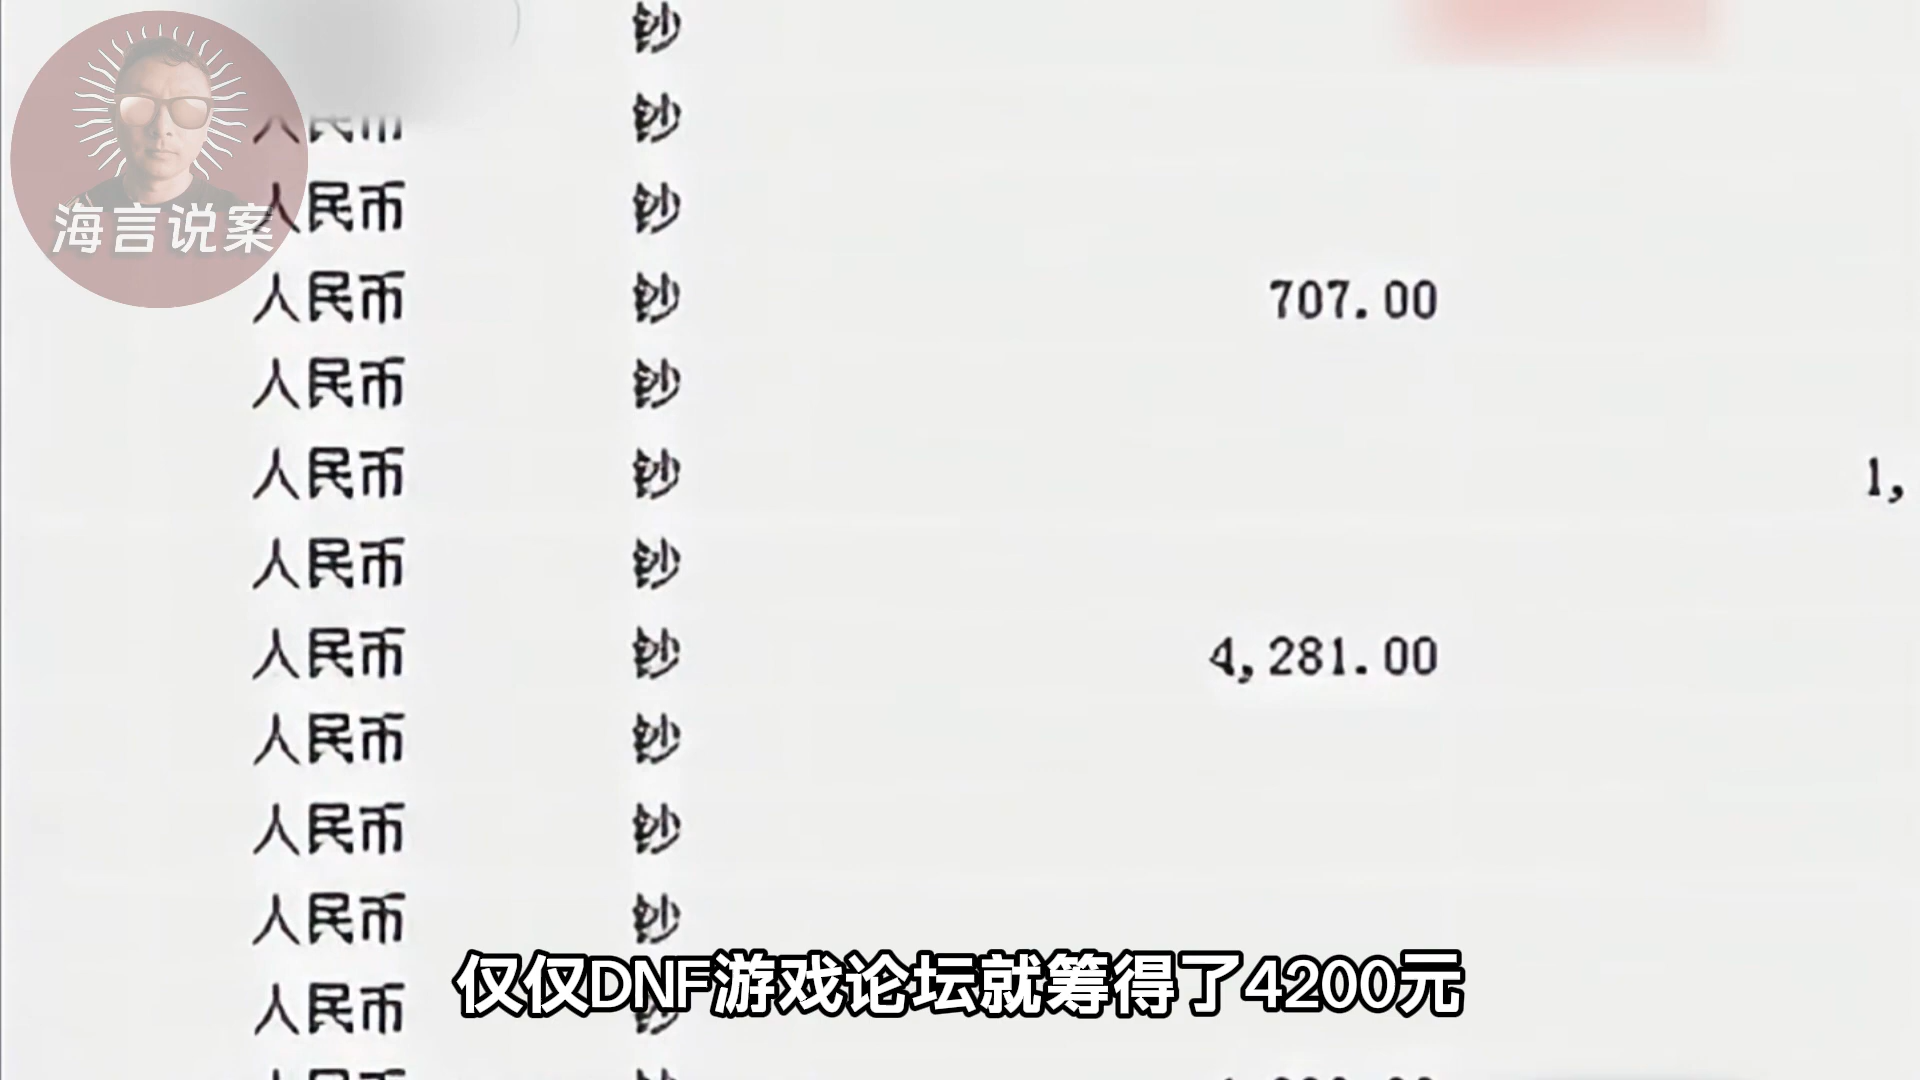 钞
人民币 钞
海言说案
人民币 钞
人民币 钞 707.00
人民币 钞
人民币 钞 1,
人民币 钞
人民币 钞 4,281.00
人民币 钞
人民币 钞
人民币 钞
仅仅DNF游戏论坛就筹得了4200元
人民币 钞